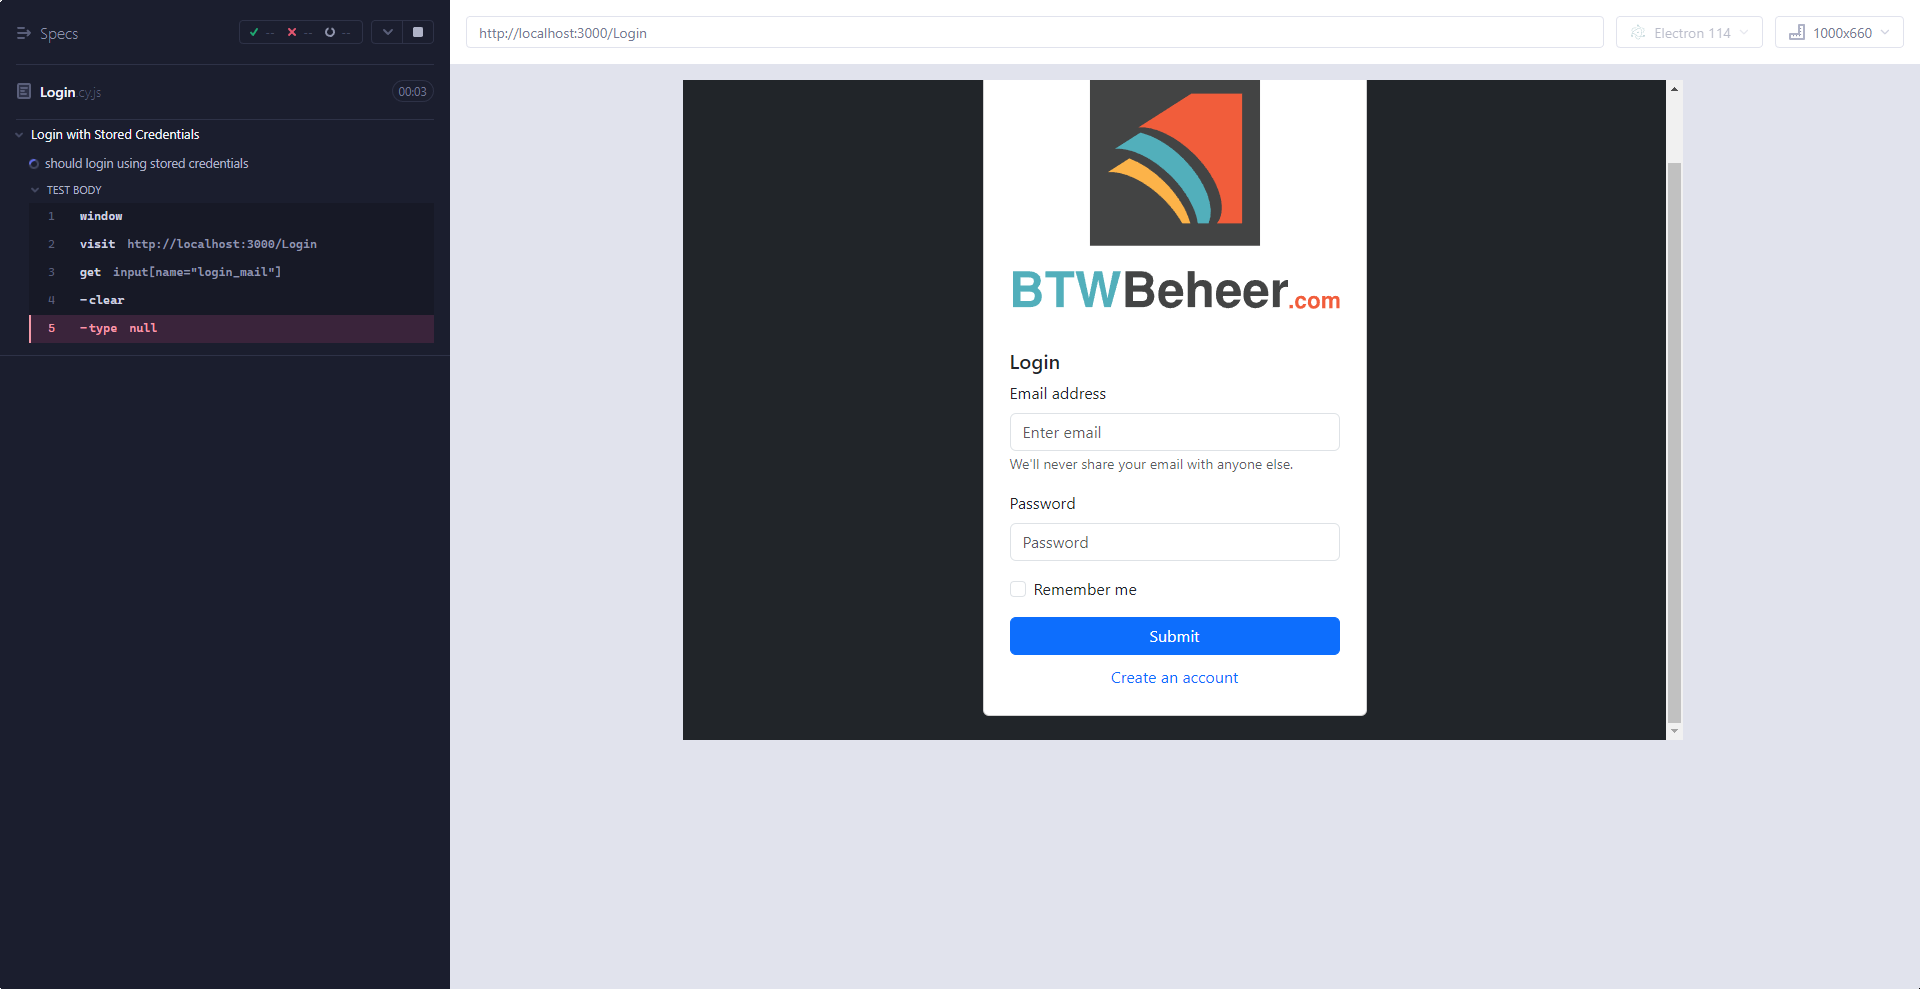 Specs
-- -- --
Login.cy.js
00:03
Login with Stored Credentials
should login using stored credentials
TEST BODY
1 window
2 visit http://localhost:3000/Login
3 get input[name="login_mail"]
4 -clear
5 -type null
http://localhost:3000/Login
Electron 114
1000x660
BTWBeheer.com
Login
Email address
Enter email
We'll never share your email with anyone else.
Password
Password
Remember me
Submit
Create an account